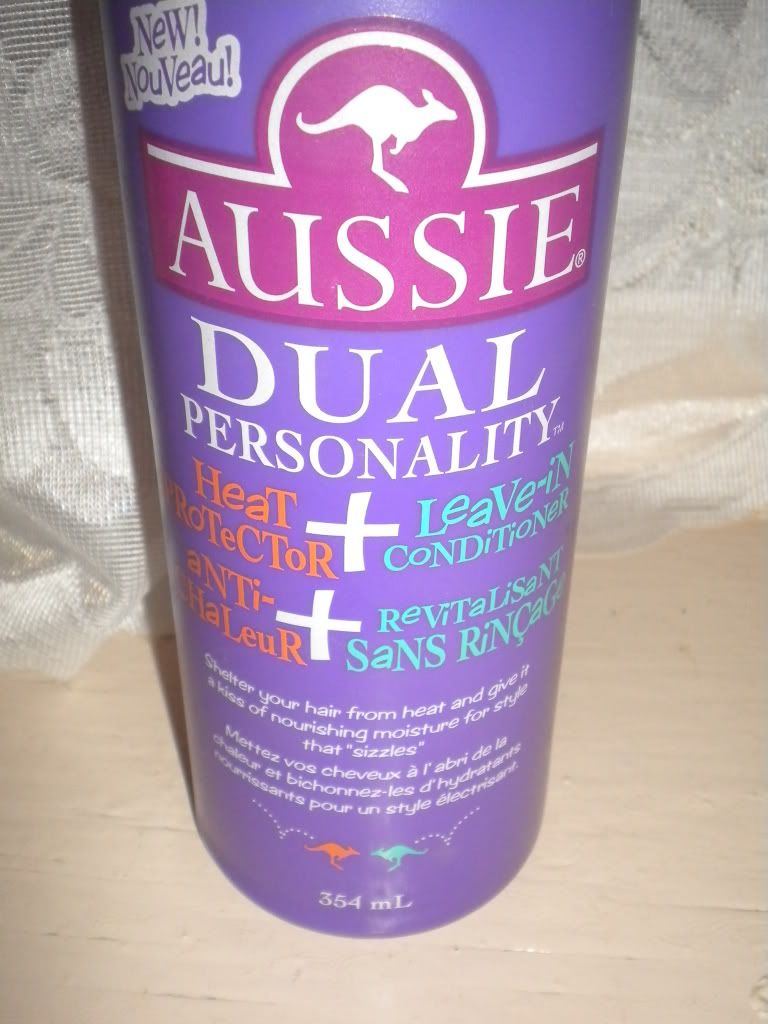 New!
Nouveau!
AUSSIE®
DUAL
PERSONALITY™
Heat
Protector
+
Leave-in
Conditioner
anti-
chaleur
+
Revitalisant
sans rinçage
Shelter your hair from heat and give it
a kiss of nourishing moisture for style
that "sizzles"
Mettez vos cheveux à l'abri de la
chaleur et bichonnez-les d'hydratants
nourrissants pour un style électrisant.
354 mL